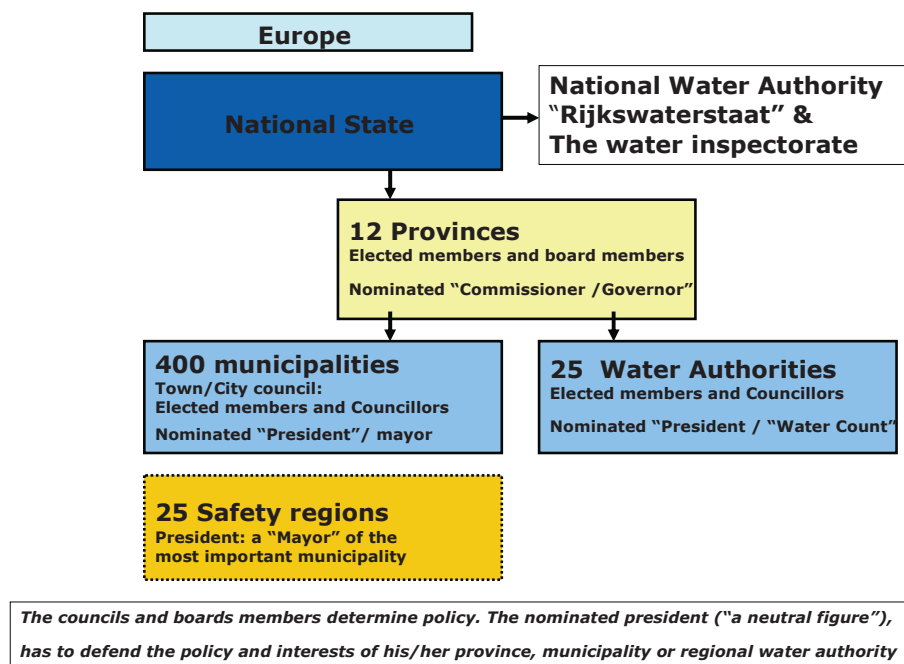 Europe
National State
National Water Authority
“Rijkswaterstaat” &
The water inspectorate
12 Provinces
Elected members and board members
Nominated “Commissioner /Governor”
400 municipalities
Town/City council:
Elected members and Councillors
Nominated “President”/ mayor
25 Water Authorities
Elected members and Councillors
Nominated “President / “Water Count”
25 Safety regions
President: a “Mayor” of the
most important municipality
The councils and boards members determine policy. The nominated president (“a neutral figure”),
has to defend the policy and interests of his/her province, municipality or regional water authority